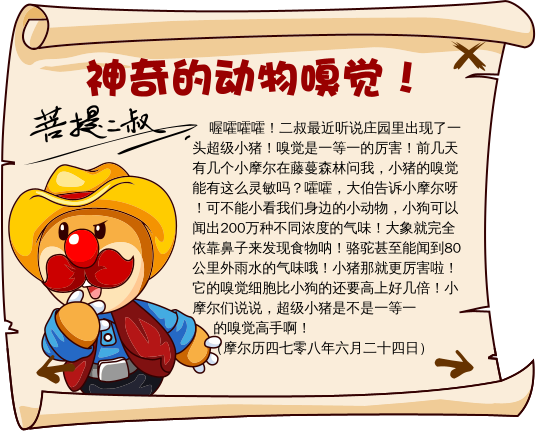 神奇的动物嗅觉！
菩提二叔
喔嚯嚯嚯！二叔最近听说庄园里出现了一
头超级小猪！嗅觉是一等一的厉害！前几天
有几个小摩尔在藤蔓森林问我，小猪的嗅觉
能有这么灵敏吗？嚯嚯，大伯告诉小摩尔呀
！可不能小看我们身边的小动物，小狗可以
闻出200万种不同浓度的气味！大象就完全
依靠鼻子来发现食物呐！骆驼甚至能闻到80
公里外雨水的气味哦！小猪那就更厉害啦！
它的嗅觉细胞比小狗的还要高上好几倍！小
摩尔们说说，超级小猪是不是一等一
的嗅觉高手啊！
（摩尔历四七零八年六月二十四日）